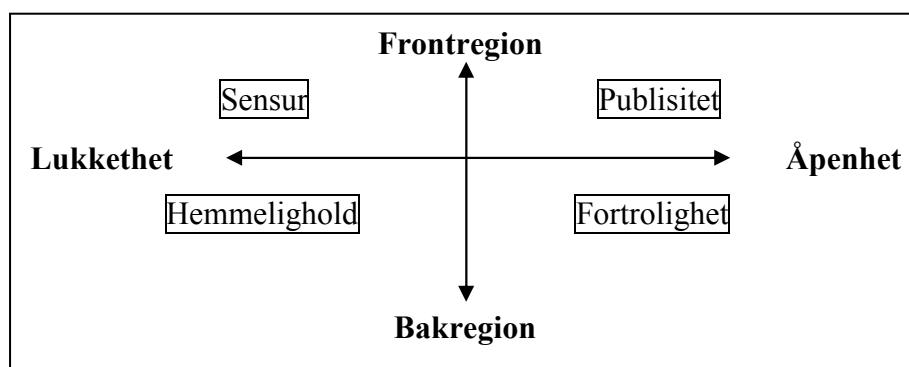 Frontregion
Sensur Publisitet
Lukkethet Åpenhet
Hemmelighold Fortrolighet
Bakregion